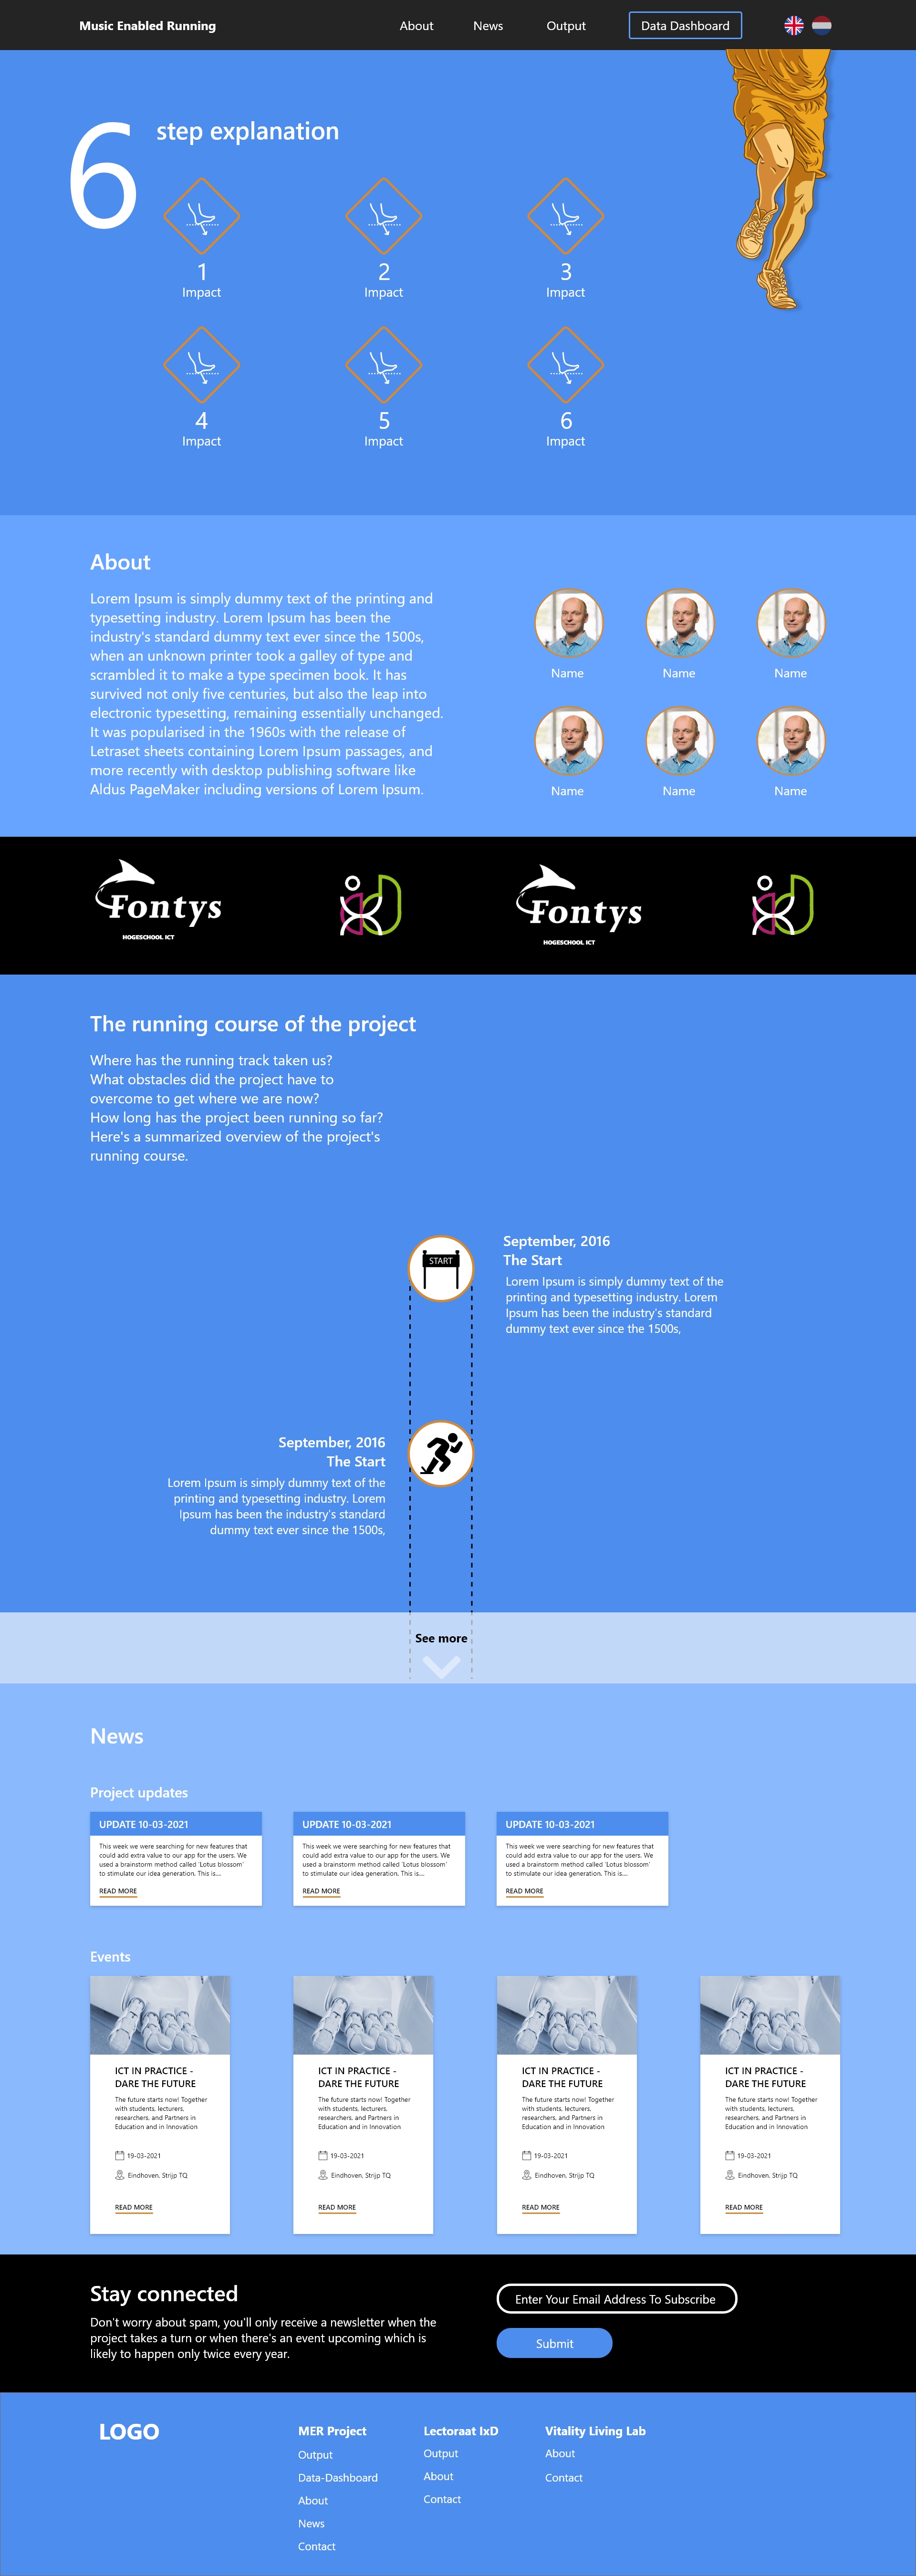 Music Enabled Running
About
News
Output
Data Dashboard
6
step explanation
1
Impact
2
Impact
3
Impact
4
Impact
5
Impact
6
Impact
About
Lorem Ipsum is simply dummy text of the printing and
typesetting industry. Lorem Ipsum has been the
industry's standard dummy text ever since the 1500s,
when an unknown printer took a galley of type and
scrambled it to make a type specimen book. It has
survived not only five centuries, but also the leap into
electronic typesetting, remaining essentially unchanged.
It was popularised in the 1960s with the release of
Letraset sheets containing Lorem Ipsum passages, and
more recently with desktop publishing software like
Aldus PageMaker including versions of Lorem Ipsum.
Name
Name
Name
Name
Name
Name
Fontys
HOGESCHOOL ICT
Fontys
HOGESCHOOL ICT
The running course of the project
Where has the running track taken us?
What obstacles did the project have to
overcome to get where we are now?
How long has the project been running so far?
Here's a summarized overview of the project's
running course.
START
September, 2016
The Start
Lorem Ipsum is simply dummy text of the
printing and typesetting industry. Lorem
Ipsum has been the industry's standard
dummy text ever since the 1500s,
September, 2016
The Start
Lorem Ipsum is simply dummy text of the
printing and typesetting industry. Lorem
Ipsum has been the industry's standard
dummy text ever since the 1500s,
See more
News
Project updates
UPDATE 10-03-2021
This week we were searching for new features that
could add extra value to our app for the users. We
used a brainstorm method called 'Lotus blossom'
to stimulate our idea generation. This is....
READ MORE
UPDATE 10-03-2021
This week we were searching for new features that
could add extra value to our app for the users. We
used a brainstorm method called 'Lotus blossom'
to stimulate our idea generation. This is....
READ MORE
UPDATE 10-03-2021
This week we were searching for new features that
could add extra value to our app for the users. We
used a brainstorm method called 'Lotus blossom'
to stimulate our idea generation. This is....
READ MORE
Events
ICT IN PRACTICE -
DARE THE FUTURE
The future starts now! Together
with students, lecturers,
researchers, and Partners in
Education and in Innovation
19-03-2021
Eindhoven, Strijp TQ
READ MORE
ICT IN PRACTICE -
DARE THE FUTURE
The future starts now! Together
with students, lecturers,
researchers, and Partners in
Education and in Innovation
19-03-2021
Eindhoven, Strijp TQ
READ MORE
ICT IN PRACTICE -
DARE THE FUTURE
The future starts now! Together
with students, lecturers,
researchers, and Partners in
Education and in Innovation
19-03-2021
Eindhoven, Strijp TQ
READ MORE
ICT IN PRACTICE -
DARE THE FUTURE
The future starts now! Together
with students, lecturers,
researchers, and Partners in
Education and in Innovation
19-03-2021
Eindhoven, Strijp TQ
READ MORE
Stay connected
Don't worry about spam, you'll only receive a newsletter when the
project takes a turn or when there's an event upcoming which is
likely to happen only twice every year.
Enter Your Email Address To Subscribe
Submit
LOGO
MER Project
Output
Data-Dashboard
About
News
Contact
Lectoraat IxD
Output
About
Contact
Vitality Living Lab
About
Contact